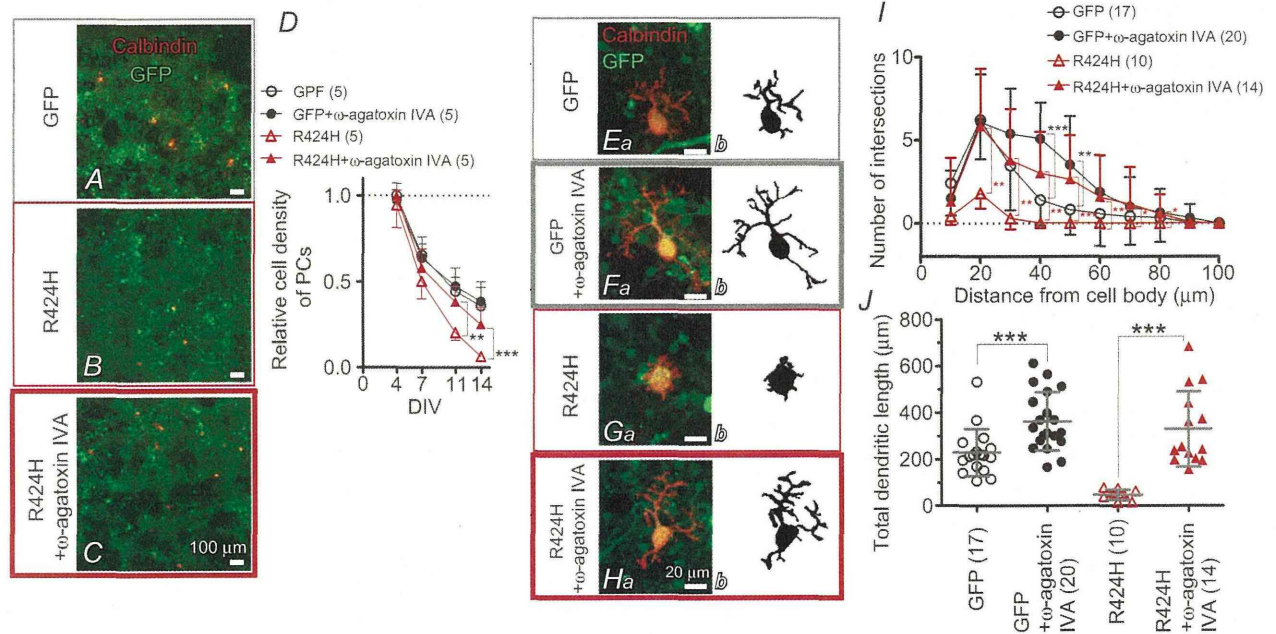 GFP
Calbindin
GFP
A
R424H
B
R424H
+ω-agatoxin IVA
C
100 μm
D
GPF (5)
GFP+ω-agatoxin IVA (5)
R424H (5)
R424H+ω-agatoxin IVA (5)
Relative cell density
of PCs
1.0
0.5
0.0
**
***
0 4 7 11 14
DIV
GFP
Calbindin
GFP
Ea
b
GFP
+ω-agatoxin IVA
Fa
b
R424H
Ga
b
R424H
+ω-agatoxin IVA
Ha
20 μm
b
I
GFP (17)
GFP+ω-agatoxin IVA (20)
R424H (10)
R424H+ω-agatoxin IVA (14)
Number of intersections
10
5
0
***
**
**
**
**
**
**
*
*
0 20 40 60 80 100
Distance from cell body (μm)
J
Total dendritic length (μm)
800
600
400
200
0
***
***
GFP (17)
GFP
+ω-agatoxin
IVA (20)
R424H (10)
R424H
+ω-agatoxin
IVA (14)